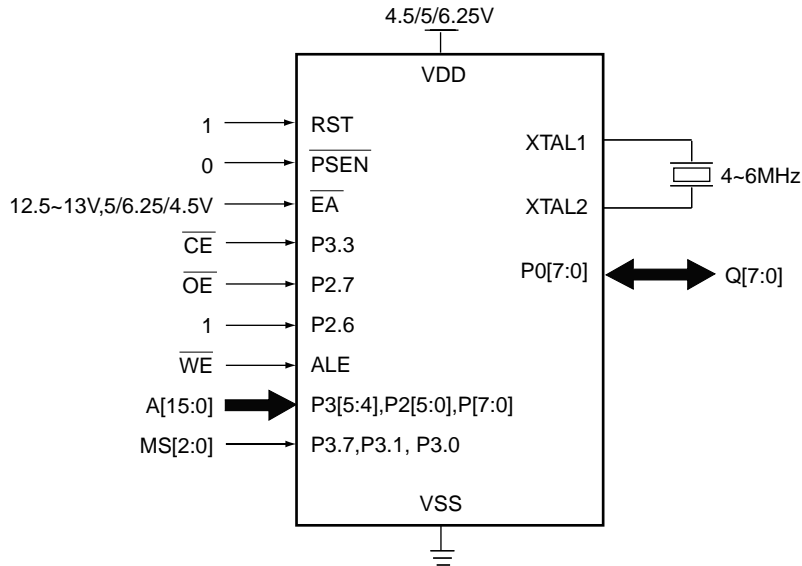 4.5/5/6.25V
VDD
1
RST
0
PSEN
12.5~13V,5/6.25/4.5V
EA
CE
P3.3
OE
P2.7
1
P2.6
WE
ALE
A[15:0]
P3[5:4],P2[5:0],P[7:0]
MS[2:0]
P3.7,P3.1, P3.0
XTAL1
4~6MHz
XTAL2
P0[7:0]
Q[7:0]
VSS